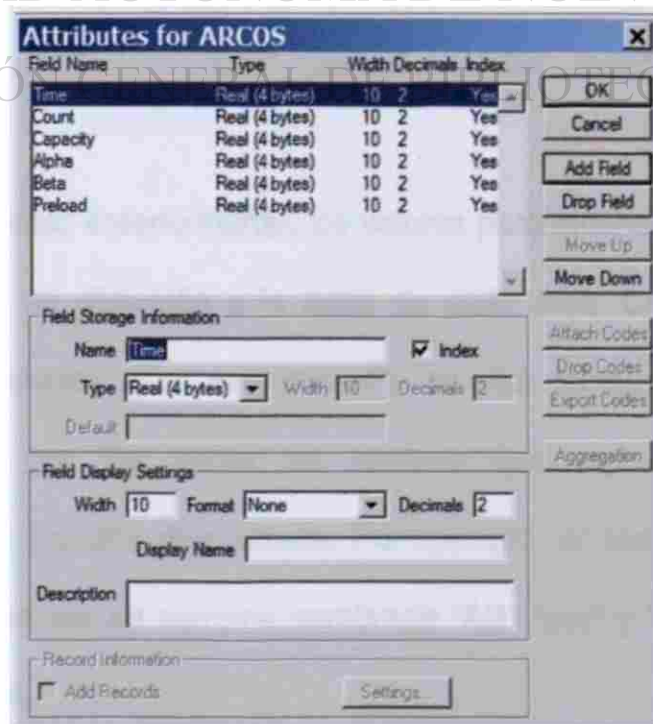 Attributes for ARCOS
Field Name Type Width Decimals Index
Time Real (4 bytes) 10 2 Yes
Count Real (4 bytes) 10 2 Yes
Capacity Real (4 bytes) 10 2 Yes
Alpha Real (4 bytes) 10 2 Yes
Beta Real (4 bytes) 10 2 Yes
Preload Real (4 bytes) 10 2 Yes
OK
Cancel
Add Field
Drop Field
Move Up
Move Down
Field Storage Information
Name Time Index
Type Real (4 bytes) Width 10 Decimals 2
Default
Attach Codes
Drop Codes
Export Codes
Aggregation
Field Display Settings
Width 10 Format None Decimals 2
Display Name
Description
Record Information
Add Records Settings...